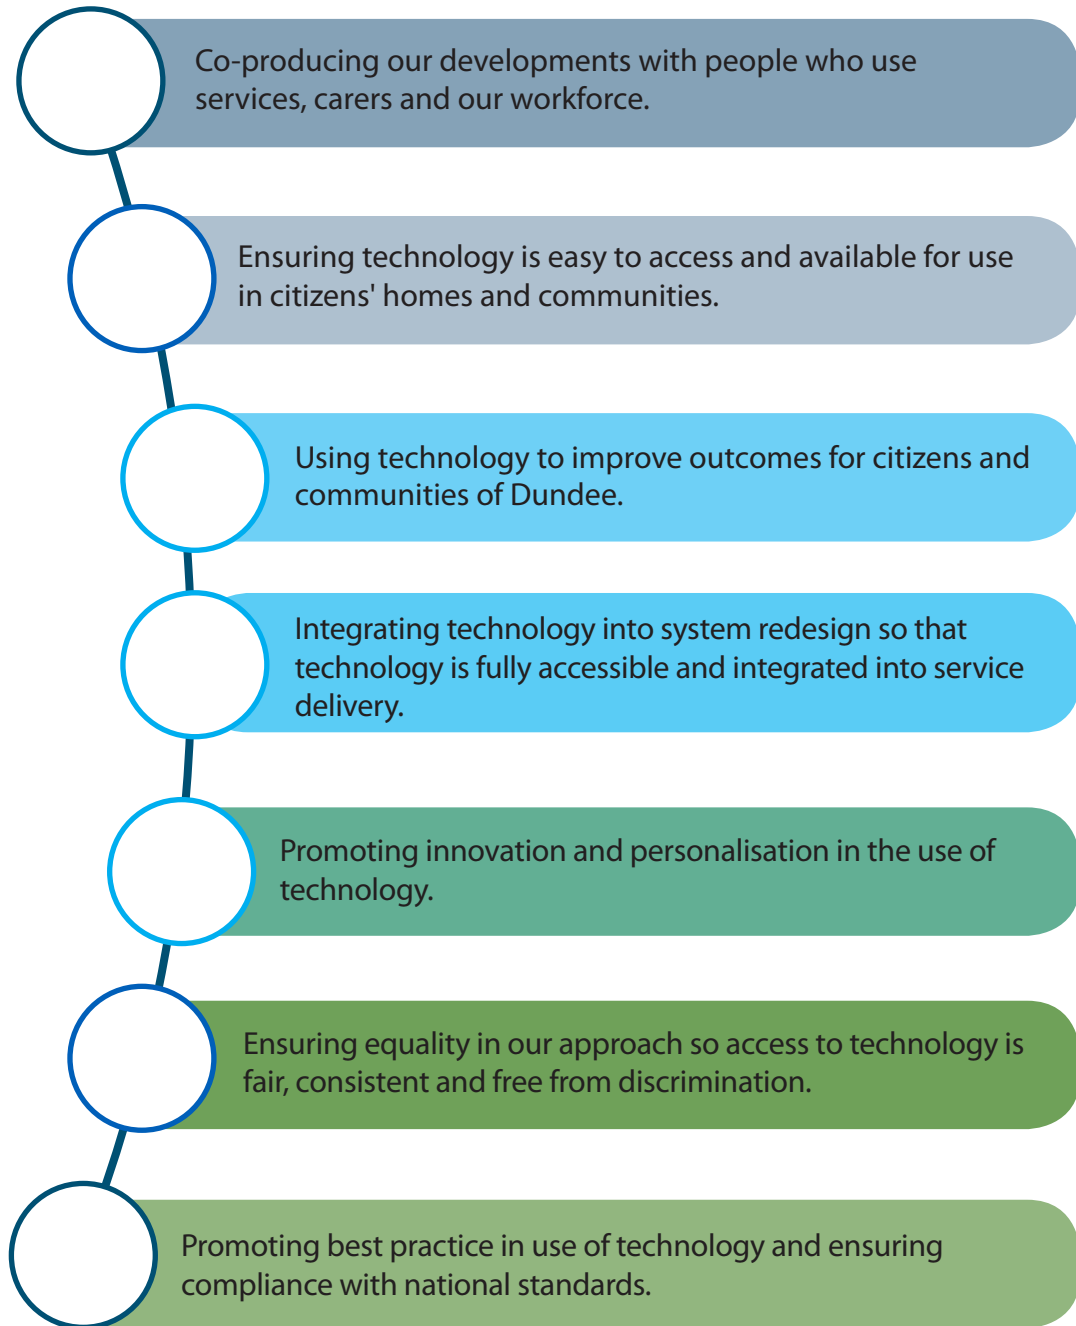 Co-producing our developments with people who use
services, carers and our workforce.
Ensuring technology is easy to access and available for use
in citizens' homes and communities.
Using technology to improve outcomes for citizens and
communities of Dundee.
Integrating technology into system redesign so that
technology is fully accessible and integrated into service
delivery.
Promoting innovation and personalisation in the use of
technology.
Ensuring equality in our approach so access to technology is
fair, consistent and free from discrimination.
Promoting best practice in use of technology and ensuring
compliance with national standards.